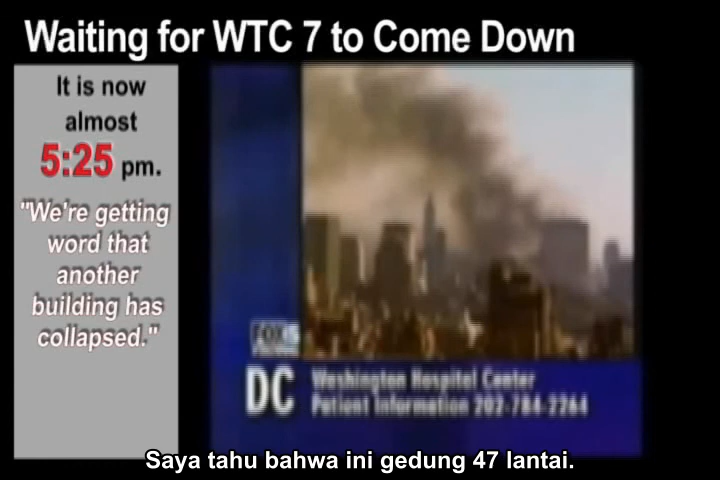 Waiting for WTC 7 to Come Down
It is now
almost
5:25 pm.
"We're getting
word that
another
building has
collapsed."
FOX 5
DC
Washington Hospital Center
Patient Information 202-784-2264
Saya tahu bahwa ini gedung 47 lantai.